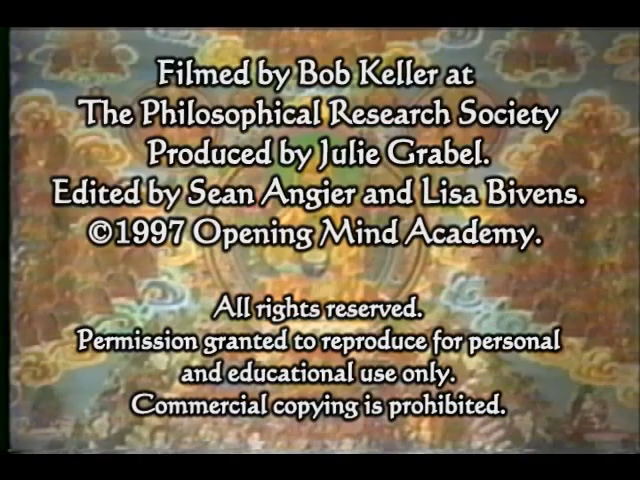 Filmed by Bob Keller at
The Philosophical Research Society
Produced by Julie Grabel.
Edited by Sean Angier and Lisa Bivens.
©1997 Opening Mind Academy.
All rights reserved.
Permission granted to reproduce for personal
and educational use only.
Commercial copying is prohibited.